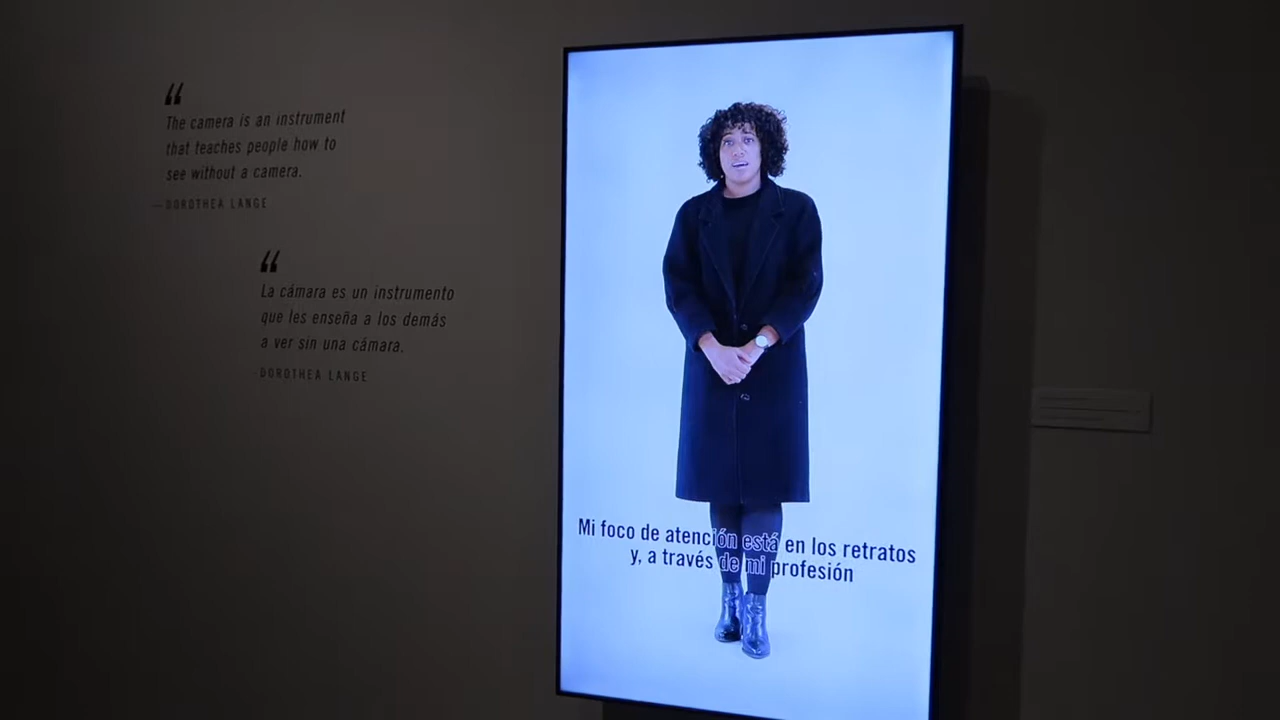 “
The camera is an instrument
that teaches people how to
see without a camera.
—DOROTHEA LANGE
“
La cámara es un instrumento
que les enseña a los demás
a ver sin una cámara.
-DOROTHEA LANGE
Mi foco de atención está en los retratos
y, a través de mi profesión